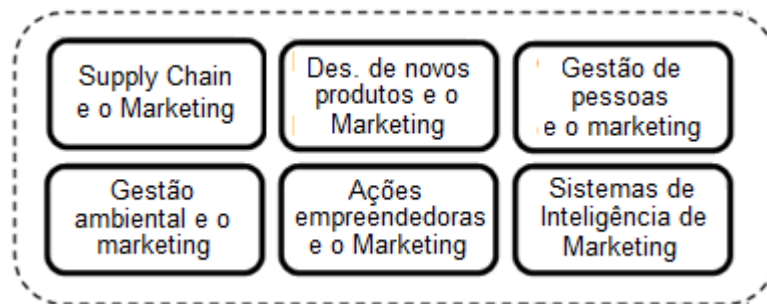 Supply Chain
e o Marketing
Des. de novos
produtos e o
Marketing
Gestão de
pessoas
e o marketing
Gestão
ambiental e o
marketing
Ações
empreendedoras
e o Marketing
Sistemas de
Inteligência de
Marketing